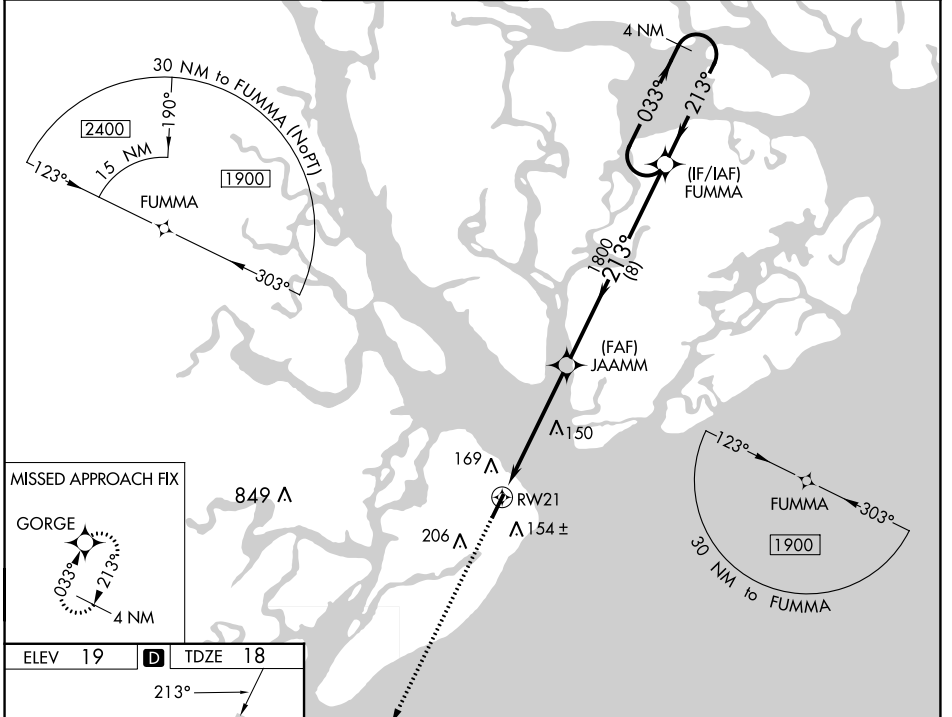 4 NM
033°
213°
(IF/IAF)
FUMMA
30 NM to FUMMA (NoPT)
2400
190°
15 NM
1900
123°
FUMMA
303°
1800
213°
(8)
(FAF)
JAAMM
150
169
RW21
154 ±
206
849
MISSED APPROACH FIX
GORGE
033°
213°
4 NM
123°
FUMMA
303°
1900
30 NM to FUMMA
ELEV 19 D TDZE 18
213°